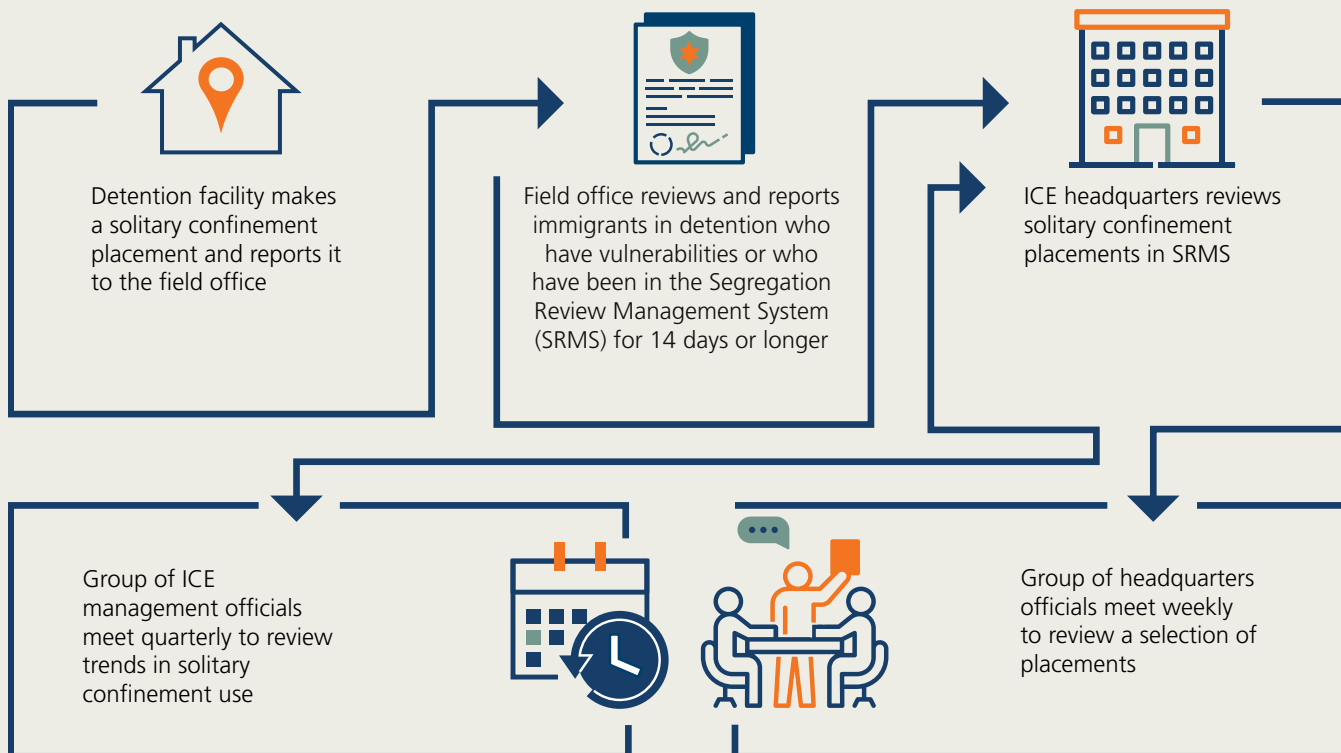 Detention facility makes
a solitary confinement
placement and reports it
to the field office
Field office reviews and reports
immigrants in detention who
have vulnerabilities or who
have been in the Segregation
Review Management System
(SRMS) for 14 days or longer
ICE headquarters reviews
solitary confinement
placements in SRMS
Group of ICE
management officials
meet quarterly to review
trends in solitary
confinement use
Group of headquarters
officials meet weekly
to review a selection of
placements